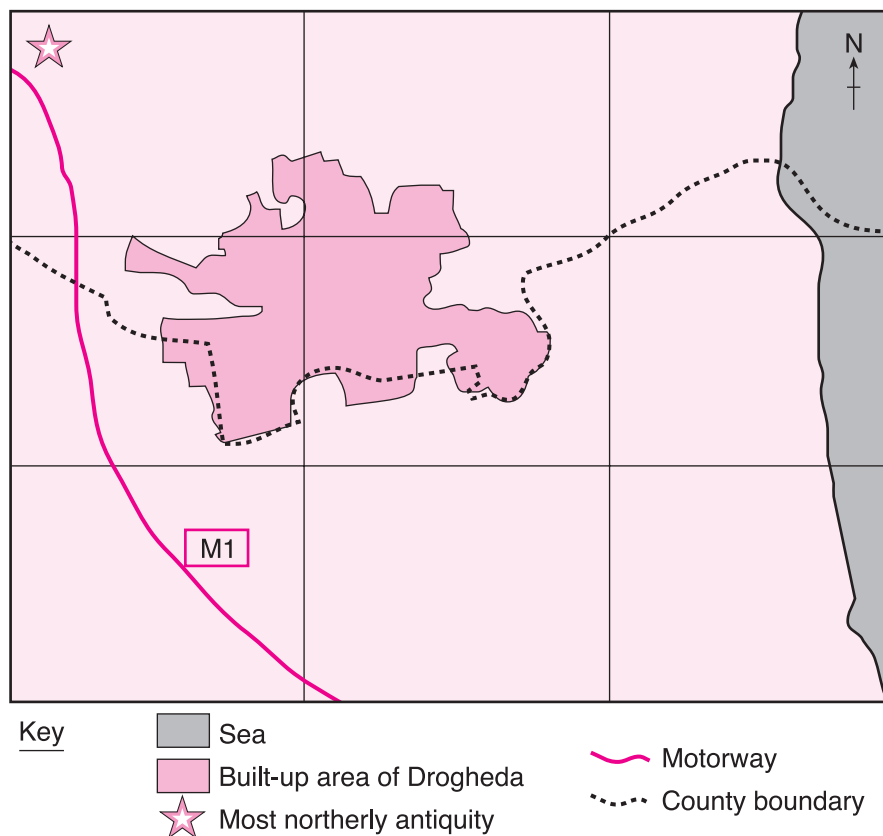 N
M1
Key
Sea
Built-up area of Drogheda
Most northerly antiquity
Motorway
County boundary